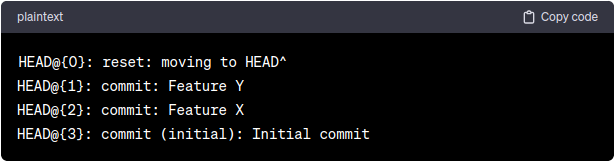 plaintext
Copy code
HEAD@{0}: reset: moving to HEAD^
HEAD@{1}: commit: Feature Y
HEAD@{2}: commit: Feature X
HEAD@{3}: commit (initial): Initial commit